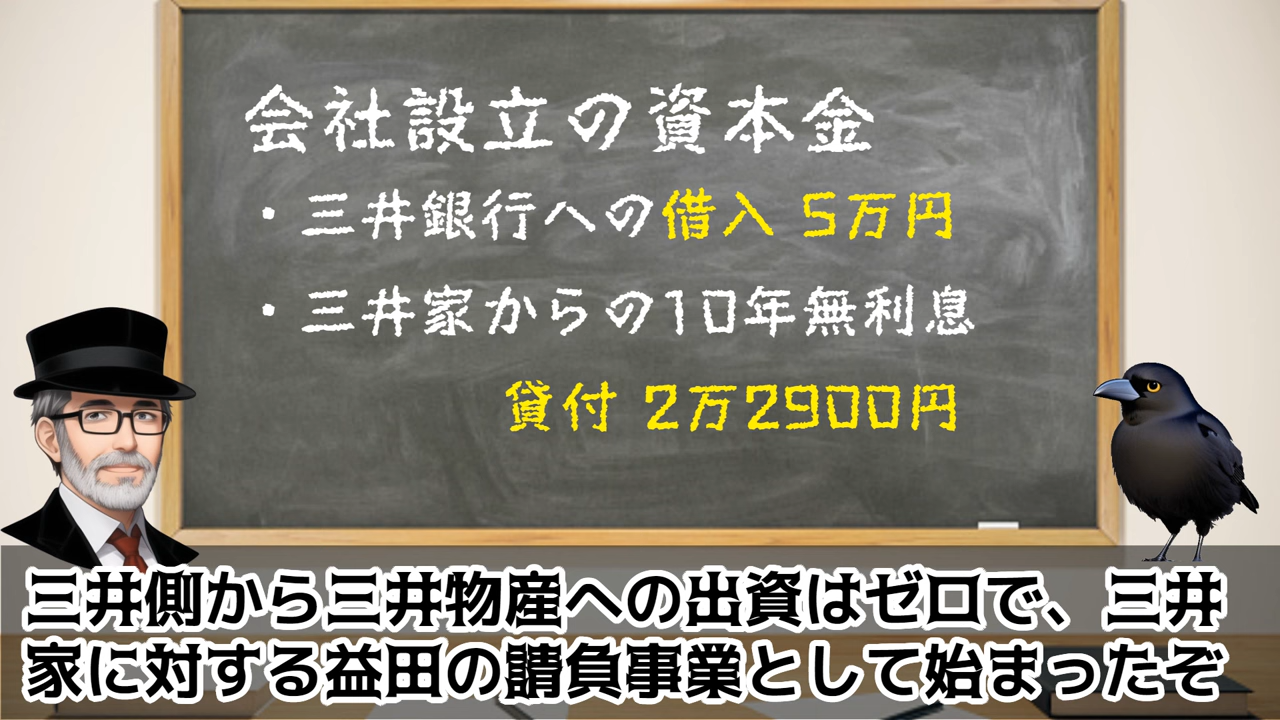 会社設立の資本金
・三井銀行への借入 5万円
・三井家からの10年無利息
貸付 2万2900円
三井側から三井物産への出資はゼロで、三井
家に対する益田の請負事業として始まったぞ